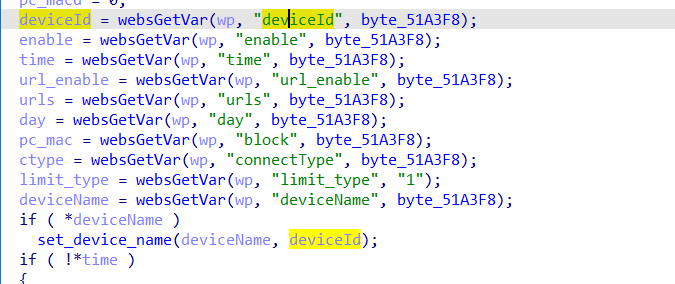 pc_macd = 0;
deviceId = websGetVar(wp, "deviceId", byte_51A3F8);
enable = websGetVar(wp, "enable", byte_51A3F8);
time = websGetVar(wp, "time", byte_51A3F8);
url_enable = websGetVar(wp, "url_enable", byte_51A3F8);
urls = websGetVar(wp, "urls", byte_51A3F8);
day = websGetVar(wp, "day", byte_51A3F8);
pc_mac = websGetVar(wp, "block", byte_51A3F8);
ctype = websGetVar(wp, "connectType", byte_51A3F8);
limit_type = websGetVar(wp, "limit_type", "1");
deviceName = websGetVar(wp, "deviceName", byte_51A3F8);
if ( *deviceName )
set_device_name(deviceName, deviceId);
if ( !*time )
{